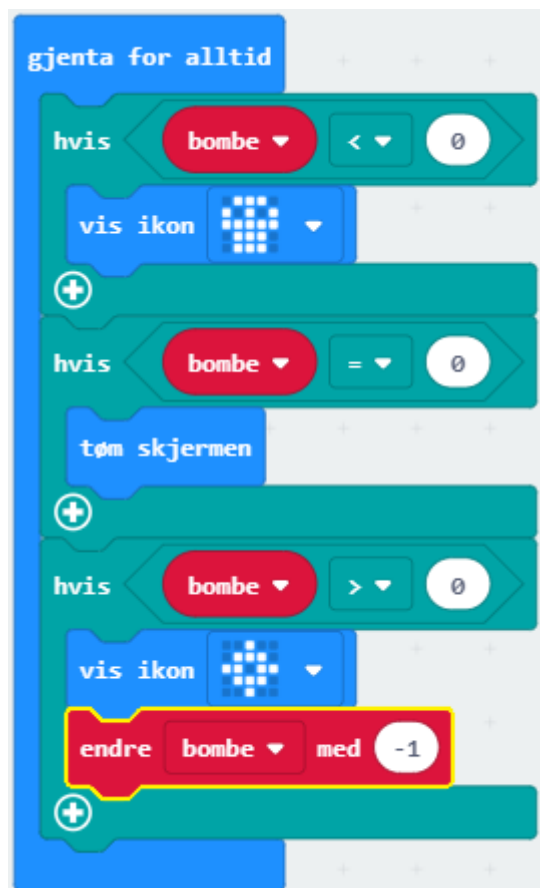 gjenta for alltid
hvis bombe < 0
vis ikon
hvis bombe = 0
tøm skjermen
hvis bombe > 0
vis ikon
endre bombe med -1